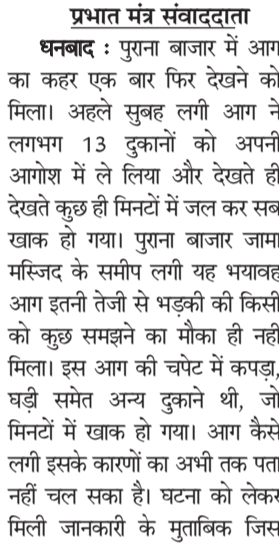 प्रभात मंत्र संवाददाता
धनबाद : पुराना बाजार में आग
का कहर एक बार फिर देखने को
मिला। अहले सुबह लगी आग ने
लगभग 13 दुकानों को अपनी
आगोश में ले लिया और देखते ही
देखते कुछ ही मिनटों में जल कर सब
खाक हो गया। पुराना बाजार जामा
मस्जिद के समीप लगी यह भयावह
आग इतनी तेजी से भड़की की किसी
को कुछ समझने का मौका ही नही
मिला। इस आग की चपेट में कपड़ा,
घड़ी समेत अन्य दुकाने थी, जो
मिनटों में खाक हो गया। आग कैसे
लगी इसके कारणों का अभी तक पता
नहीं चल सका है। घटना को लेकर
मिली जानकारी के मुताबिक जिस